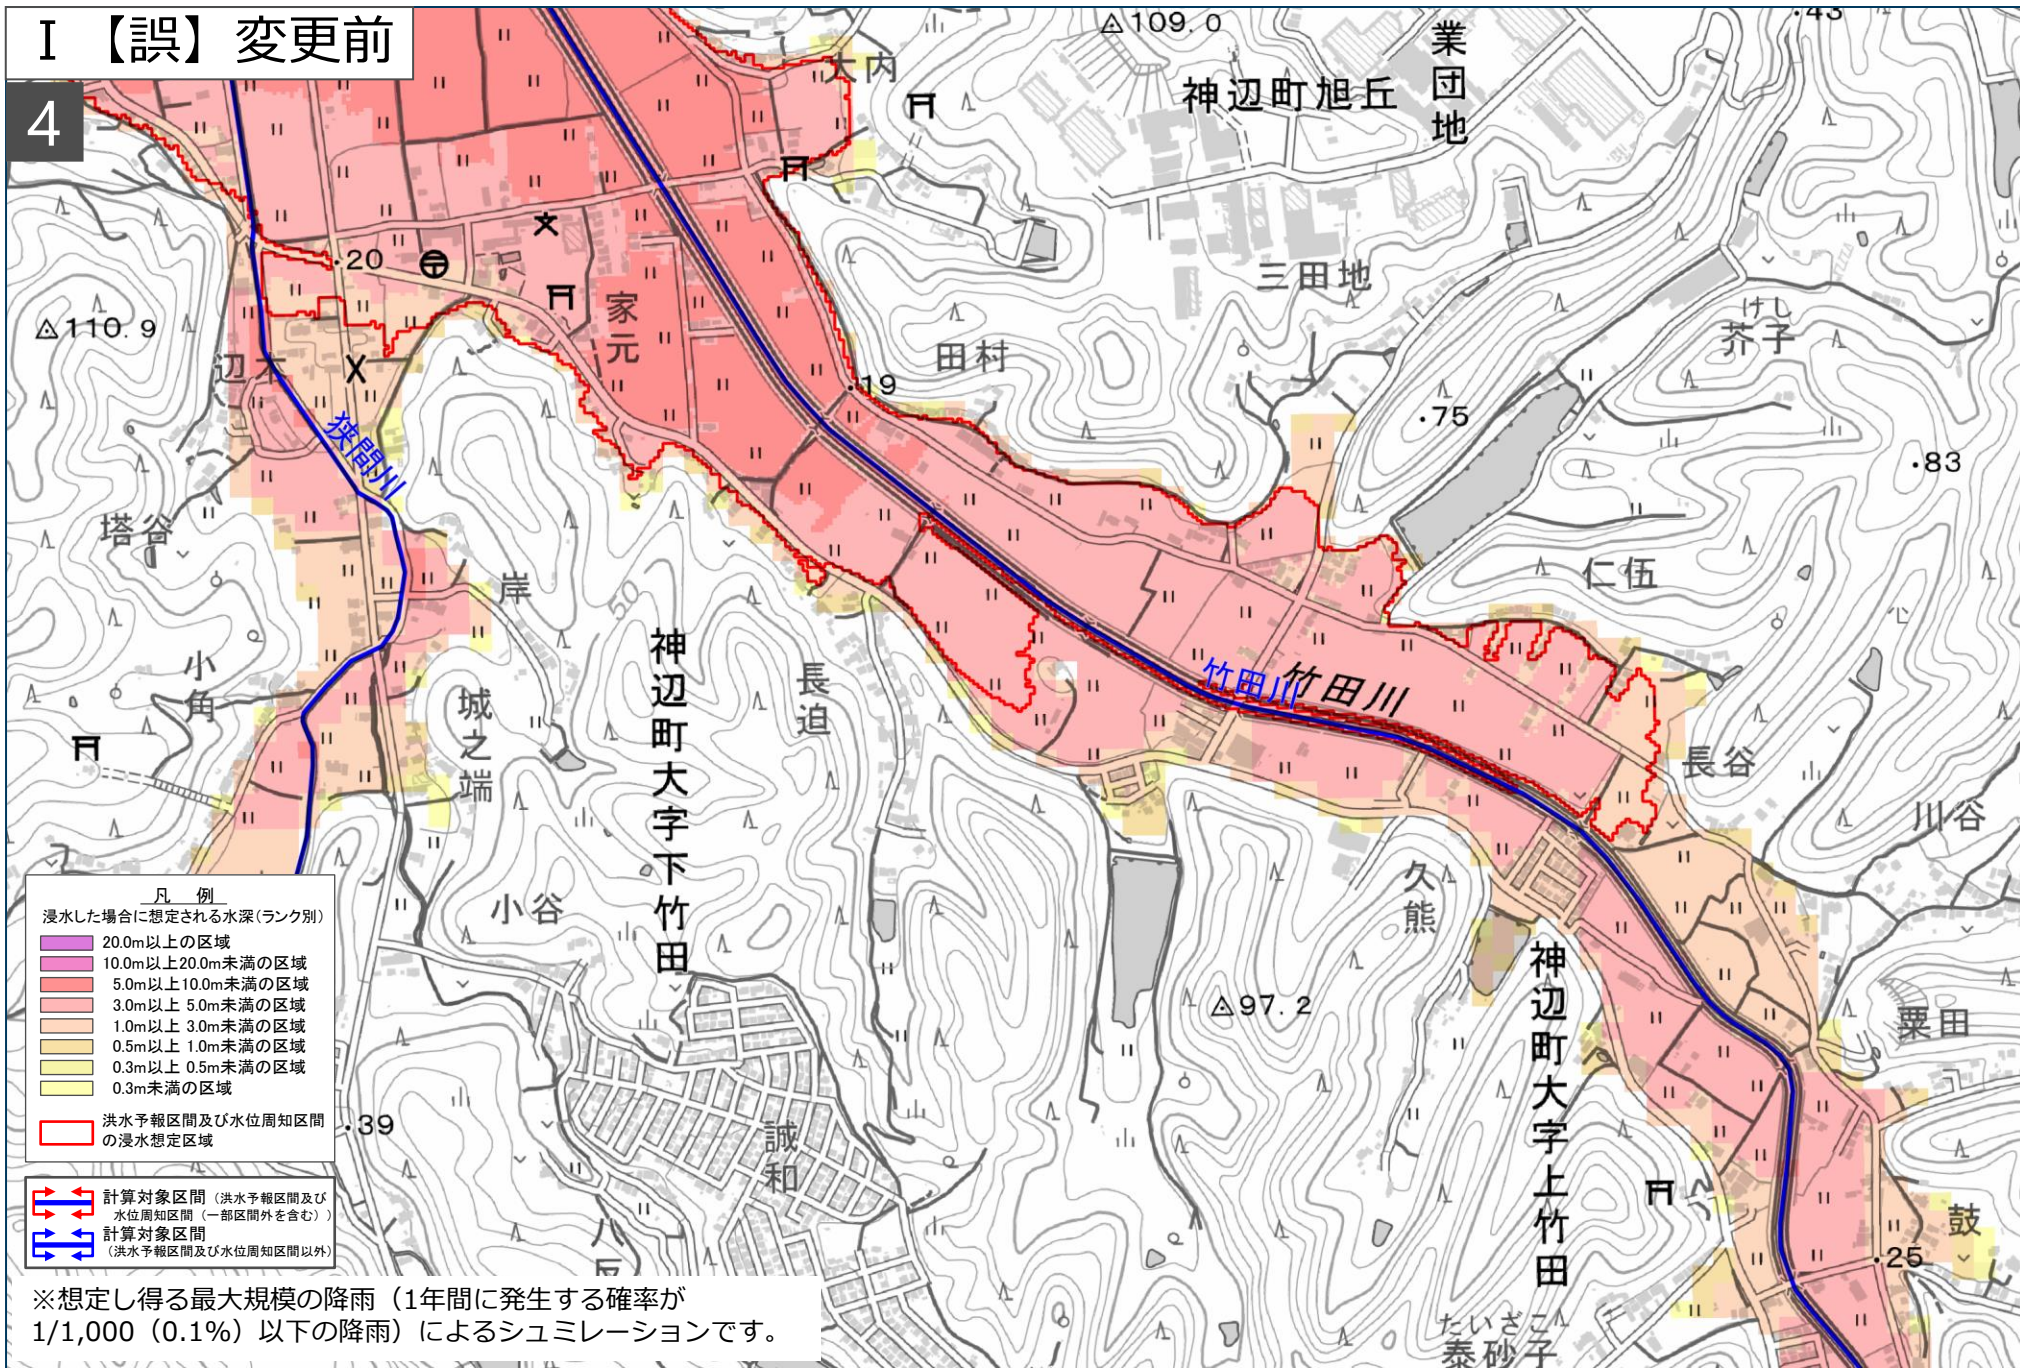 Ⅰ 【誤】変更前
4
109.0
大内
神辺町旭丘
業団地
43
20
家元
110.9
辺木
狭間川
19
田村
三田地
けし
芥子
75
83
塔谷
岸
50
仁伍
小角
城之端
神辺町大字下竹田
長迫
竹田川
竹田川
長谷
川谷
小谷
久熊
97.2
神辺町大字上竹田
粟田
凡 例
浸水した場合に想定される水深(ランク別)
20.0m以上の区域
10.0m以上20.0m未満の区域
5.0m以上10.0m未満の区域
3.0m以上 5.0m未満の区域
1.0m以上 3.0m未満の区域
0.5m以上 1.0m未満の区域
0.3m以上 0.5m未満の区域
0.3m未満の区域
洪水予報区間及び水位周知区間
の浸水想定区域
39
誠和
計算対象区間 (洪水予報区間及び
水位周知区間(一部区間外を含む))
計算対象区間
(洪水予報区間及び水位周知区間以外)
八反
鼓
25
※想定し得る最大規模の降雨(1年間に発生する確率が
1/1,000(0.1%)以下の降雨)によるシュミレーションです。
たいざこ
泰砂子